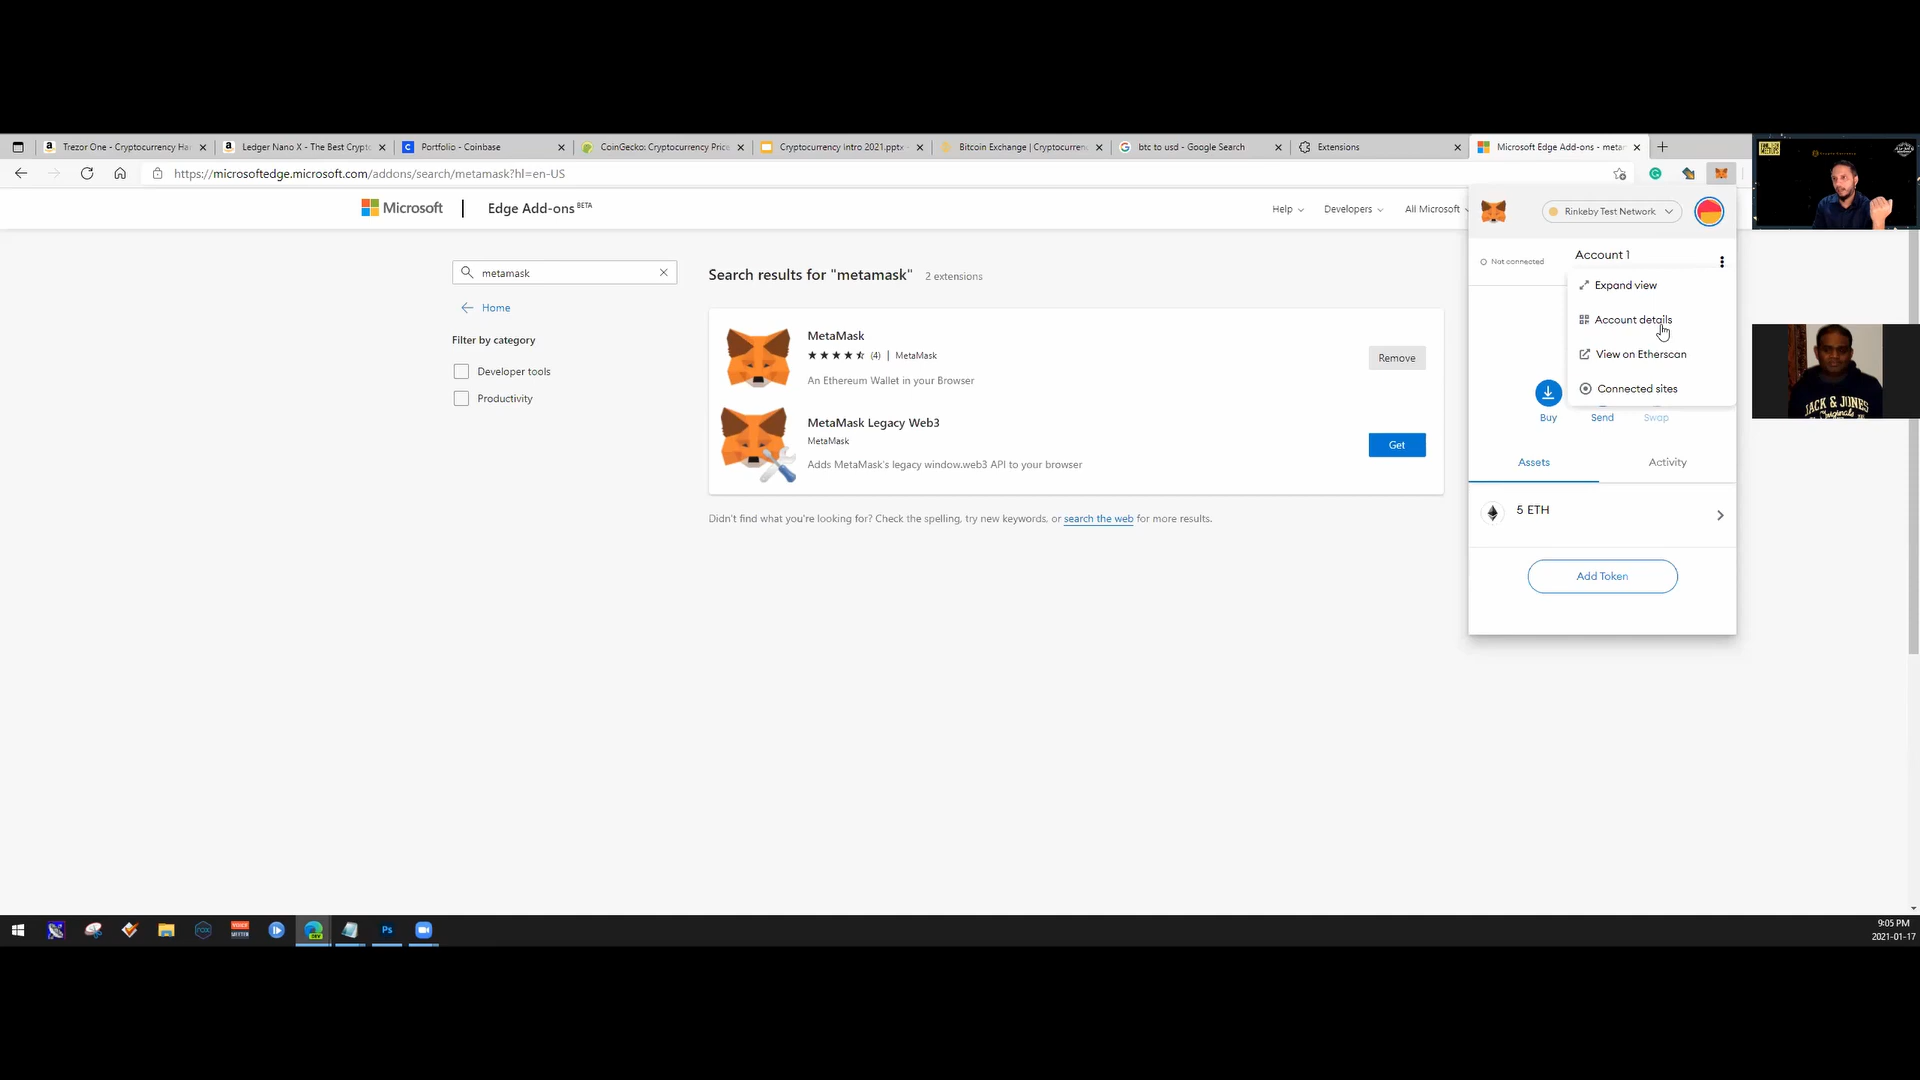 Trezor One - Cryptocurrency Ha
Ledger Nano X - The Best Crypto
Portfolio - Coinbase
CoinGecko: Cryptocurrency Price
Cryptocurrency intro 2021.pptx -
Bitcoin Exchange | Cryptocurrenc
btc to usd - Google Search
Extensions
Microsoft Edge Add-ons - meta
https://microsoftedge.microsoft.com/addons/search/metamask?hl=en-US
Microsoft | Edge Add-ons BETA
Help
Developers
All Microsoft
metamask
Home
Filter by category
Developer tools
Productivity
Search results for "metamask" 2 extensions
MetaMask
(4) | MetaMask
An Ethereum Wallet in your Browser
Remove
MetaMask Legacy Web3
MetaMask
Adds MetaMask's legacy window.web3 API to your browser
Get
Didn't find what you're looking for? Check the spelling, try new keywords, or search the web for more results.
Rinkeby Test Network
Not connected
Account 1
Expand view
Account details
View on Etherscan
Connected sites
Buy
Send
Swap
Assets
Activity
5 ETH
Add Token
JACK & JONES
Originals
Ps
DEV
9:05 PM
2021-01-17